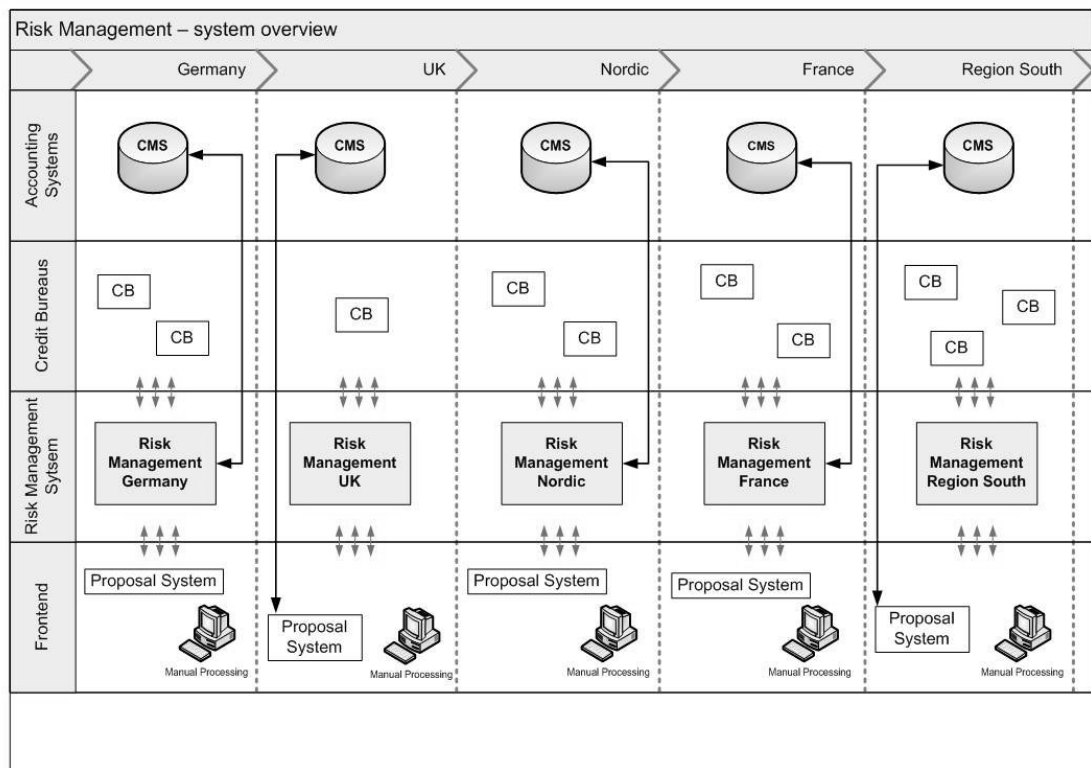 Risk Management – system overview
Germany
UK
Nordic
France
Region South
Accounting
Systems
CMS
CMS
CMS
CMS
CMS
Credit Bureaus
CB
CB
CB
CB
CB
CB
CB
CB
CB
CB
Risk Management
Sytsem
Risk
Management
Germany
Risk
Management
UK
Risk
Management
Nordic
Risk
Management
France
Risk
Management
Region South
Frontend
Proposal System
Manual Processing
Proposal
System
Manual Processing
Proposal System
Manual Processing
Proposal System
Manual Processing
Proposal
System
Manual Processing